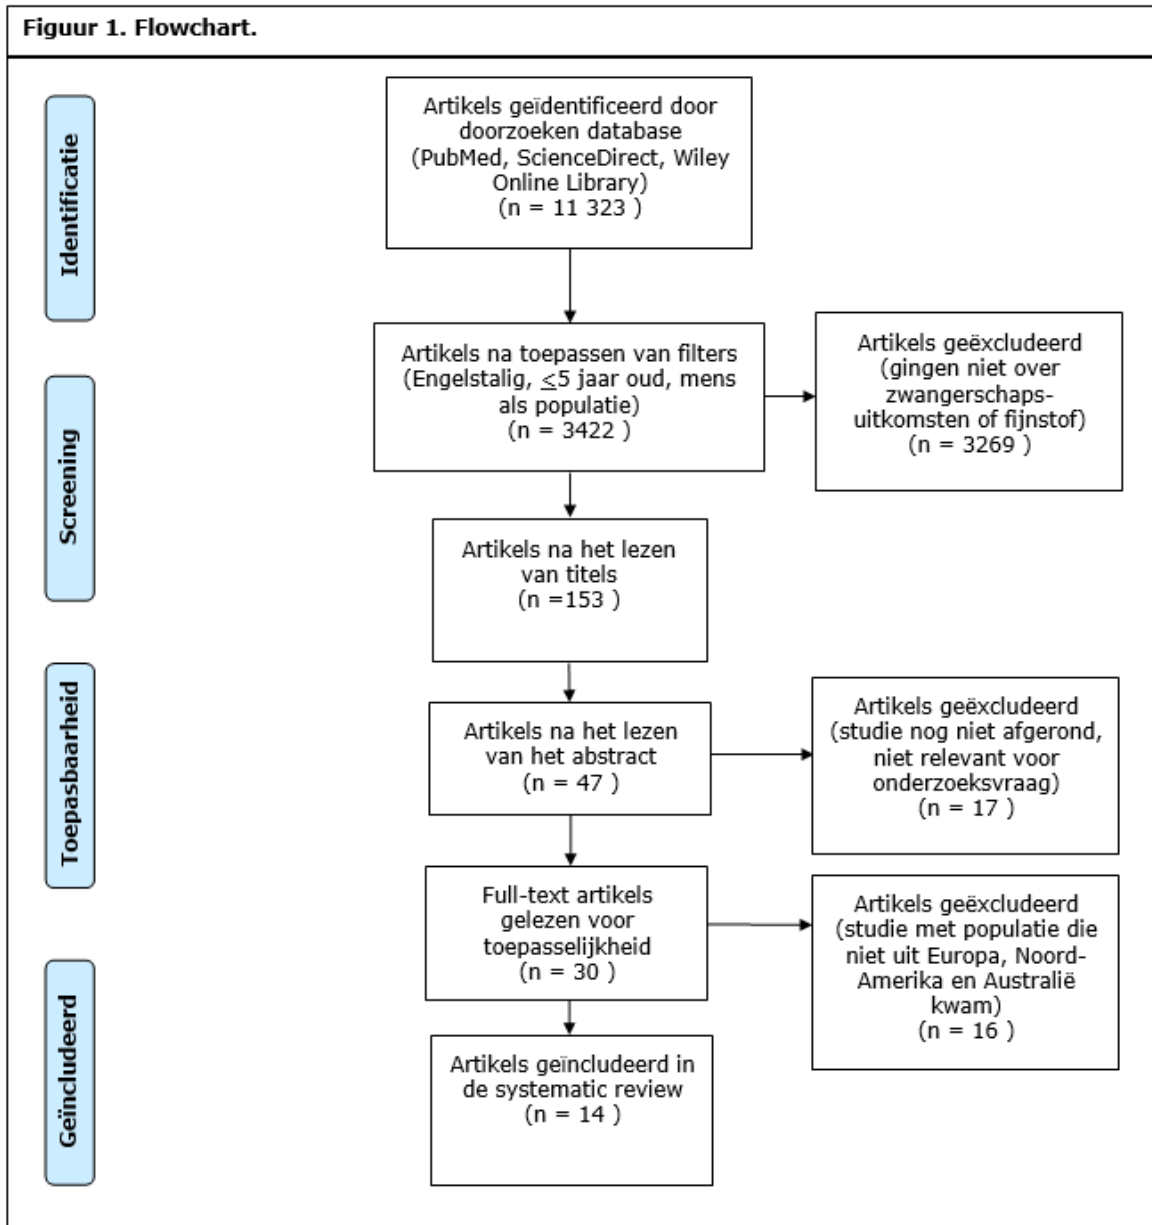 Figuur 1. Flowchart.
Identificatie
Artikels geïdentificeerd door
doorzoeken database
(PubMed, ScienceDirect, Wiley
Online Library)
(n = 11 323 )
Screening
Artikels na toepassen van filters
(Engelstalig, <5 jaar oud, mens
als populatie)
(n = 3422 )
Artikels geëxcludeerd
(gingen niet over
zwangerschaps-
uitkomsten of fijnstof)
(n = 3269 )
Artikels na het lezen
van titels
(n =153 )
Toepasbaarheid
Artikels na het lezen
van het abstract
(n = 47 )
Artikels geëxcludeerd
(studie nog niet afgerond,
niet relevant voor
onderzoeksvraag)
(n = 17 )
Full-text artikels
gelezen voor
toepasselijkheid
(n = 30 )
Artikels geëxcludeerd
(studie met populatie die
niet uit Europa, Noord-
Amerika en Australië
kwam)
(n = 16 )
Geïncludeerd
Artikels geïncludeerd in
de systematic review
(n = 14 )